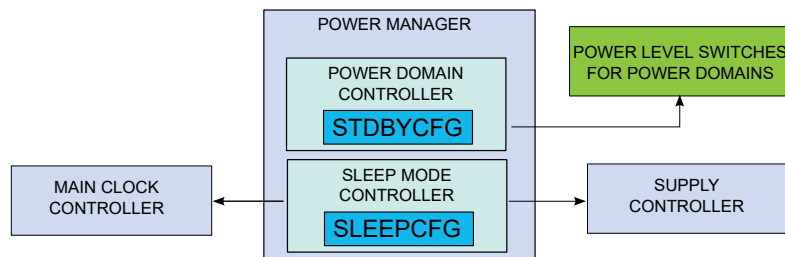 POWER MANAGER
POWER DOMAIN
CONTROLLER
STDBYCFG
POWER LEVEL SWITCHES
FOR POWER DOMAINS
MAIN CLOCK
CONTROLLER
SLEEP MODE
CONTROLLER
SLEEPCFG
SUPPLY
CONTROLLER